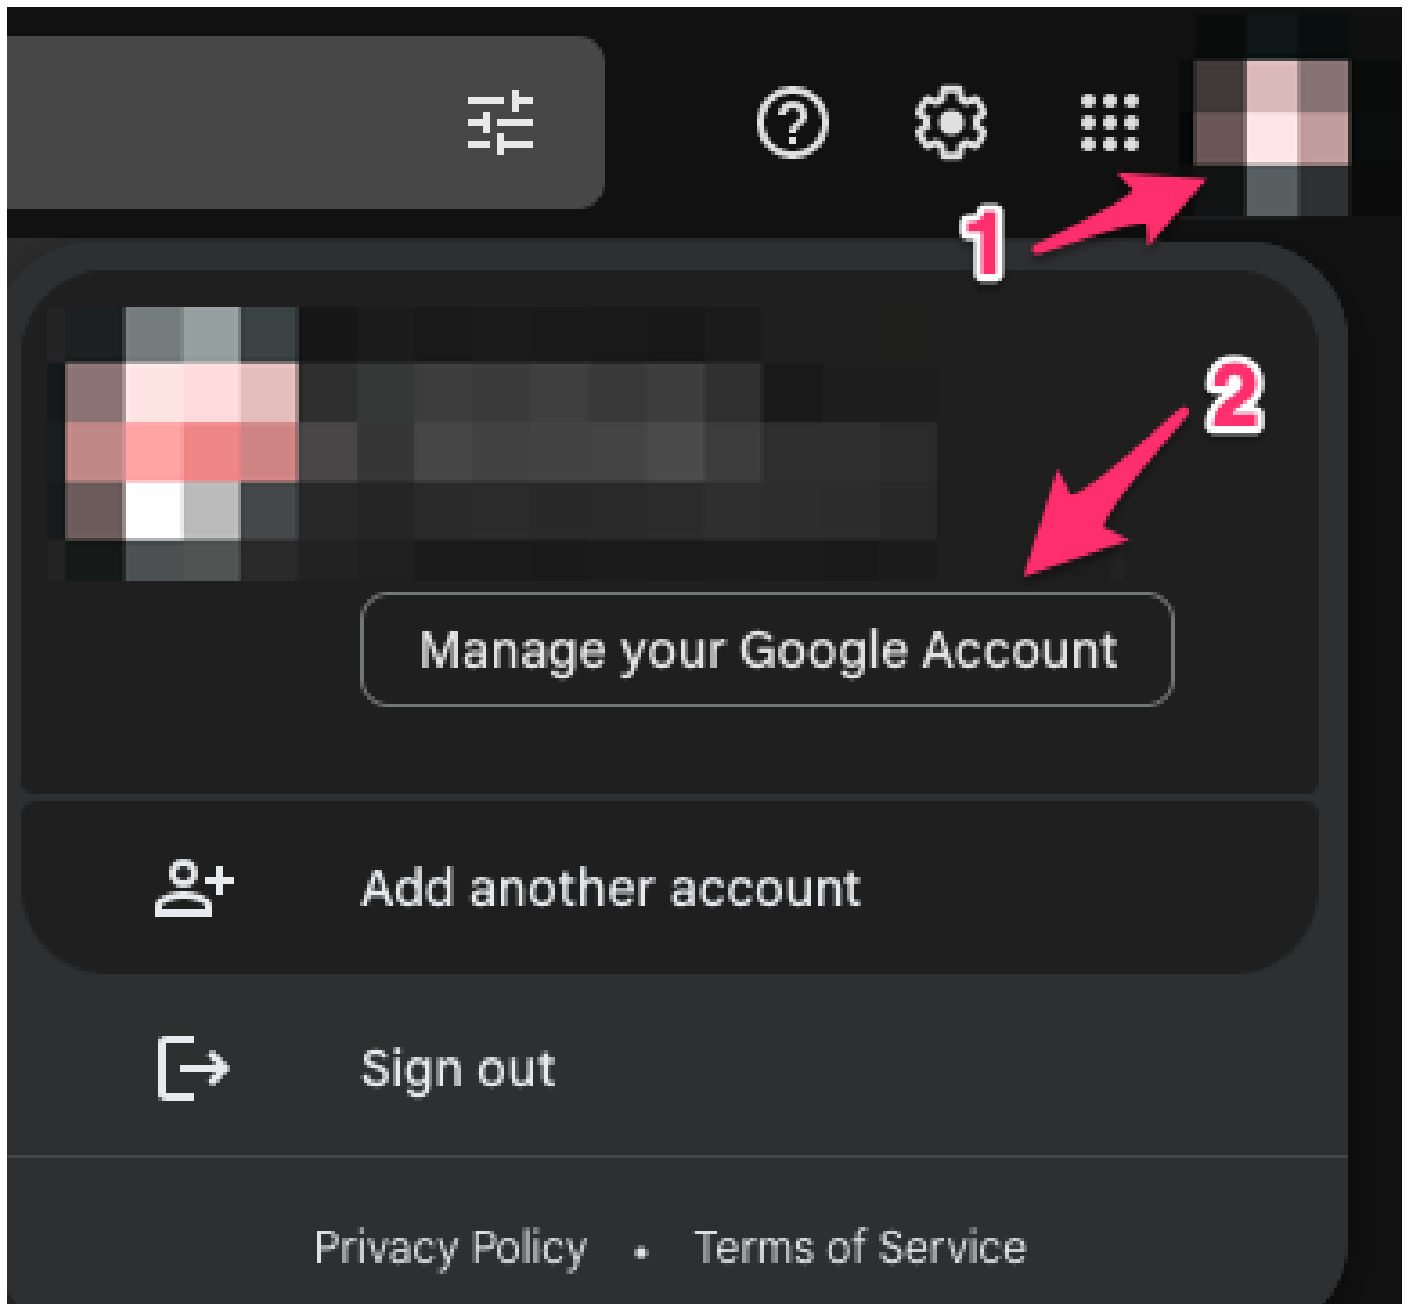 1
2
Manage your Google Account
Add another account
Sign out
Privacy Policy • Terms of Service